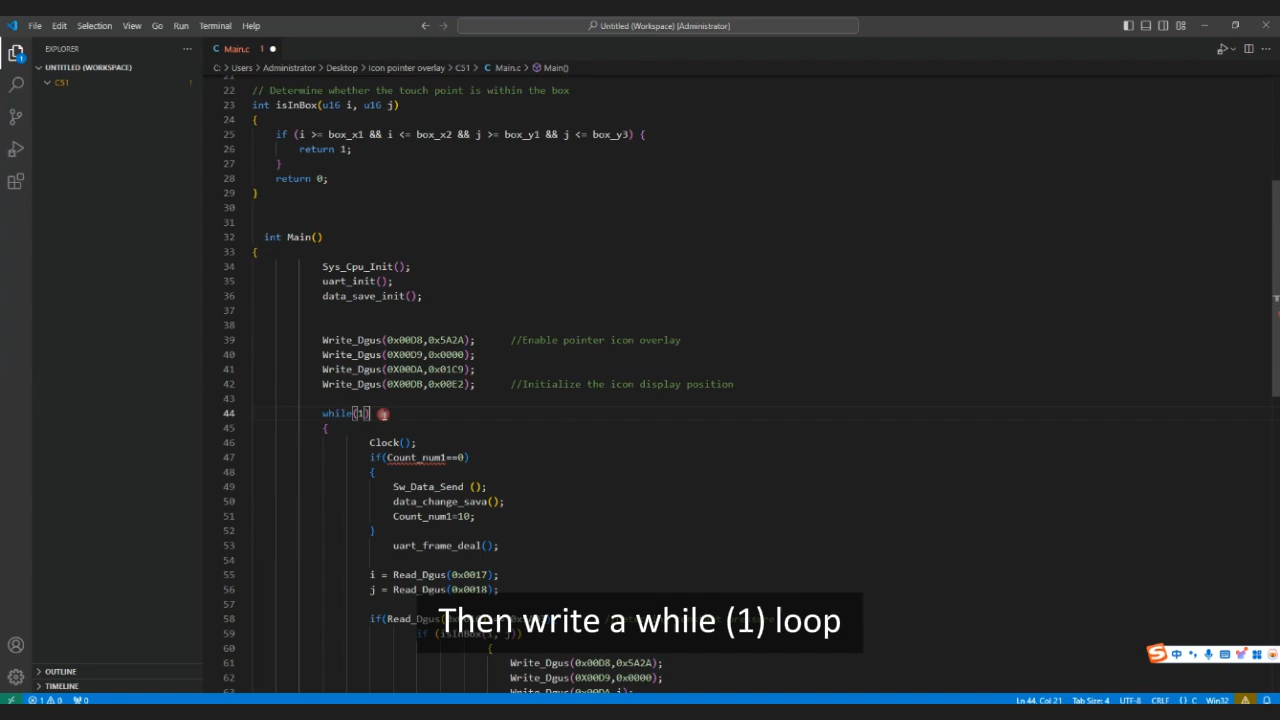 File Edit Selection View Go Run Terminal Help
Untitled (Workspace) [Administrator]
EXPLORER
Main.c 1
UNTITLED (WORKSPACE)
C: > Users > Administrator > Desktop > Icon pointer overlay > C51 > Main.c > Main()
C51
22 // Determine whether the touch point is within the box
23 int isInBox(u16 i, u16 j)
24 {
25 if (i >= box_x1 && i <= box_x2 && j >= box_y1 && j <= box_y3) {
26 return 1;
27 }
28 return 0;
29 }
30
31
32 int Main()
33 {
34 Sys_Cpu_Init();
35 uart_init();
36 data_save_init();
37
38
39 Write_Dgus(0x00D8,0x5A2A); //Enable pointer icon overlay
40 Write_Dgus(0X00D9,0x0000);
41 Write_Dgus(0X00DA,0x01C9);
42 Write_Dgus(0X00DB,0x00E2); //Initialize the icon display position
43
44 while(1)
45 {
46 Clock();
47 if(Count_num1==0)
48 {
49 Sw_Data_Send ();
50 data_change_sava();
51 Count_num1=10;
52 }
53 uart_frame_deal();
54
55 i = Read_Dgus(0x0017);
56 j = Read_Dgus(0x0018);
57
58 if(Read_Dgus(
59 if (isInBox(i, j))
60 {
61 Write_Dgus(0x00D8,0x5A2A);
62 Write_Dgus(0X00D9,0x0000);
Then write a while (1) loop
OUTLINE
TIMELINE
中
1 0 0
Ln 44, Col 21 Tab Size: 4 UTF-8 CRLF {} C Win32